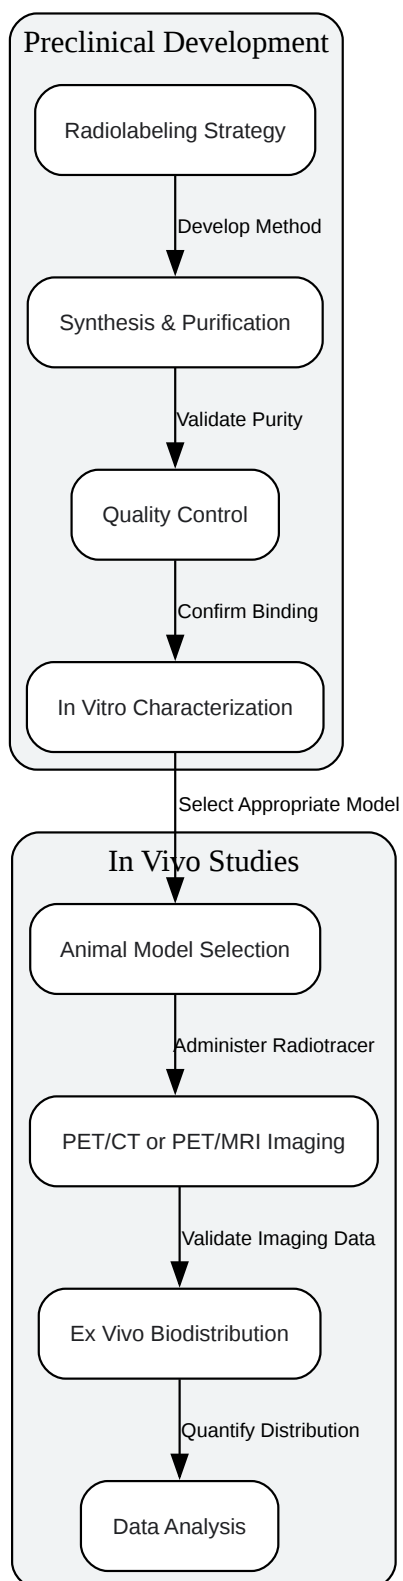 Preclinical Development
Radiolabeling Strategy
Develop Method
Synthesis & Purification
Validate Purity
Quality Control
Confirm Binding
In Vitro Characterization
Select Appropriate Model
In Vivo Studies
Animal Model Selection
Administer Radiotracer
PET/CT or PET/MRI Imaging
Validate Imaging Data
Ex Vivo Biodistribution
Quantify Distribution
Data Analysis